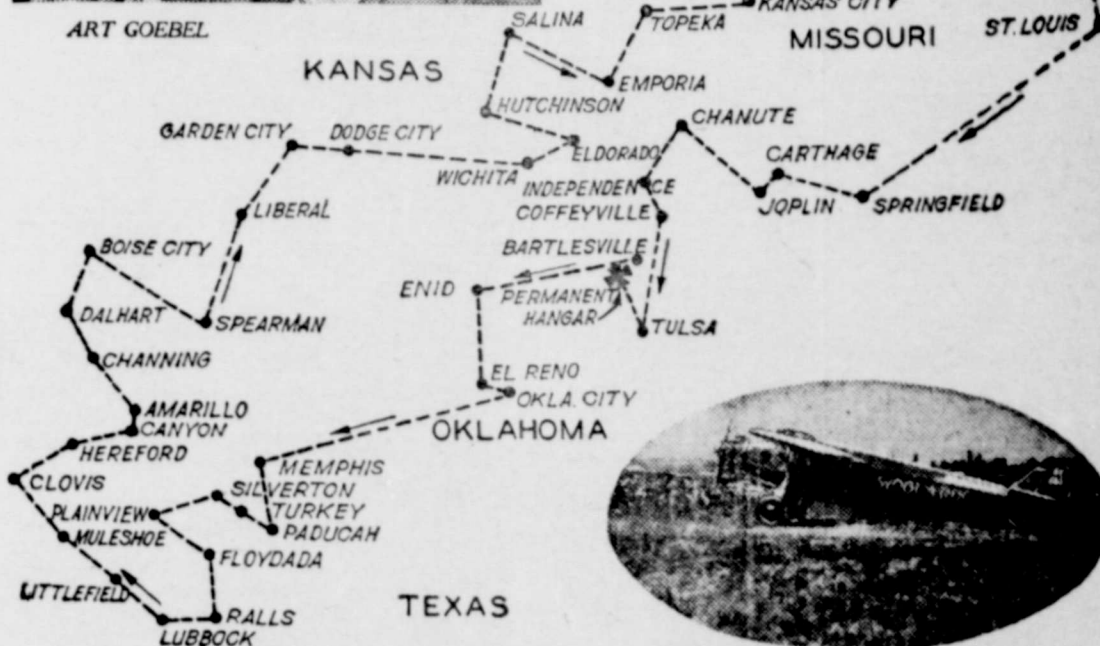 ART GOEBEL
SALINA
TOPEKA
KANSAS CITY
MISSOURI
ST. LOUIS
KANSAS
EMPORIA
HUTCHINSON
CHANUTE
GARDEN CITY
DODGE CITY
ELDORADO
CARTHAGE
WICHITA
INDEPENDENCE
JOPLIN
SPRINGFIELD
LIBERAL
COFFEYVILLE
BOISE CITY
BARTLESVILLE
ENID
PERMANENT
HANGAR
DALHART
SPEARMAN
TULSA
CHANNING
EL RENO
OKLA. CITY
AMARILLO
CANYON
OKLAHOMA
HEREFORD
MEMPHIS
CLOVIS
SILVERTON
PLAINVIEW
TURKEY
PADUCAH
MULESHOE
FLOYDADA
LITTLEFIELD
TEXAS
RALLS
LUBBOCK